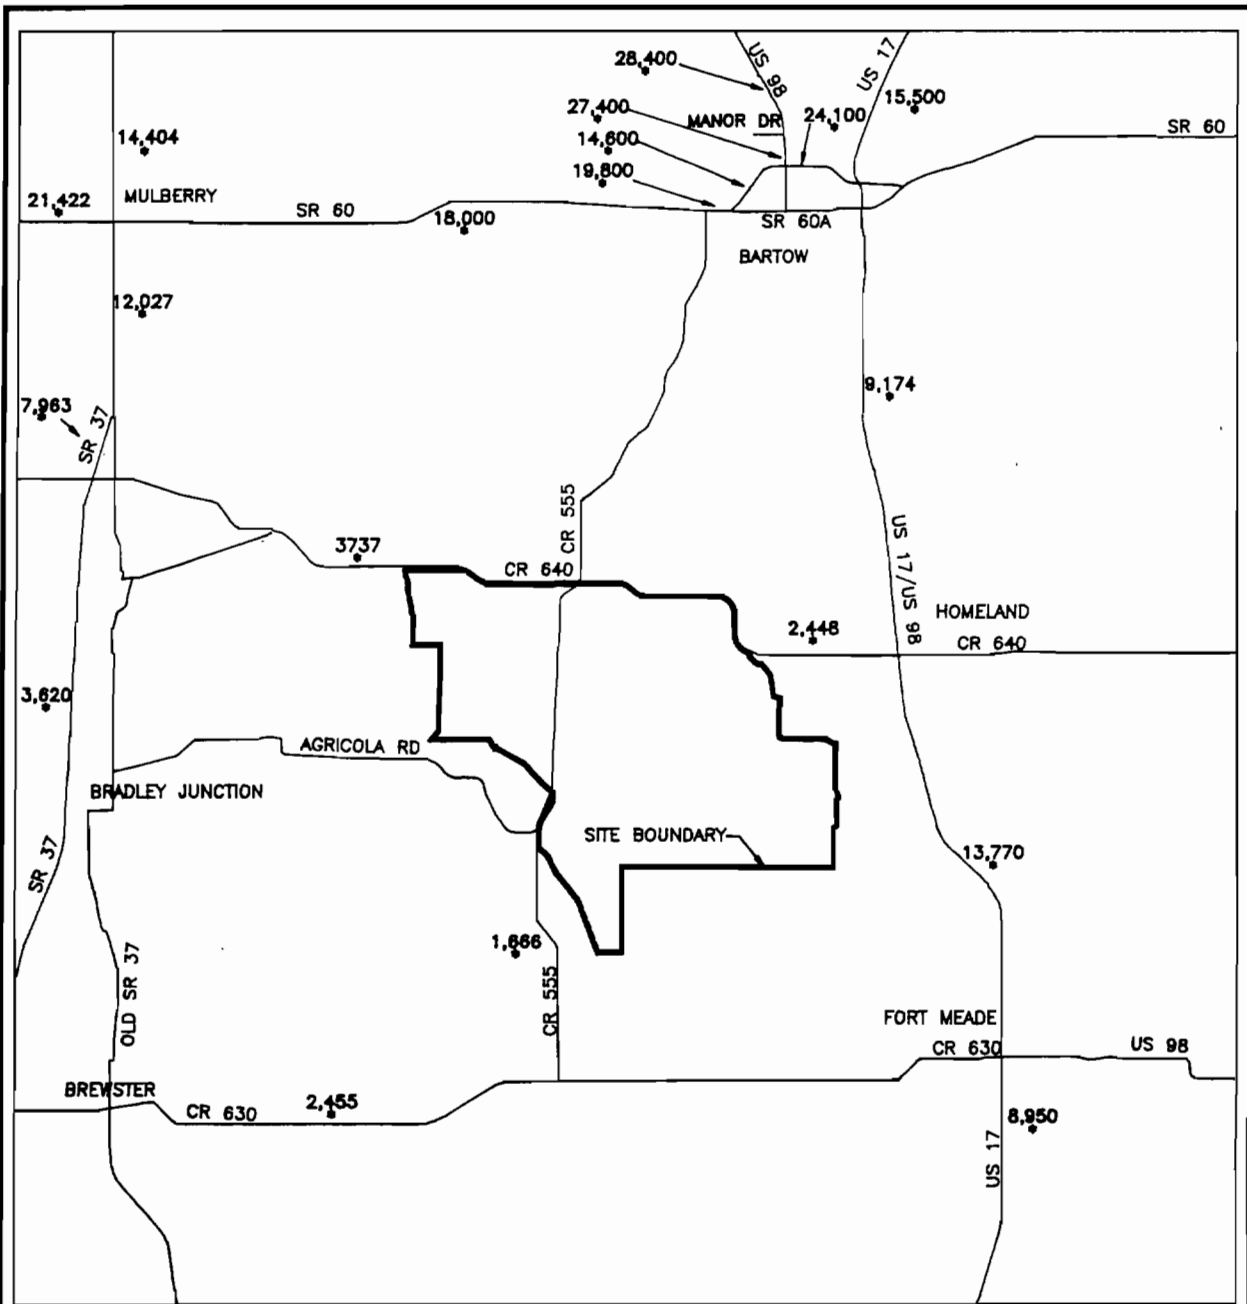 28,400
US 98
US 17
15,500
27,400
MANOR DR
24,100
14,404
14,600
SR 60
19,800
21,422
MULBERRY
SR 60
18,000
SR 60A
BARTOW
12,027
9,174
7,963
SR 37
CR 555
3737
CR 640
US 17/US 98
HOMELAND
2,448
CR 640
3,620
AGRICOLA RD
BRADLEY JUNCTION
SITE BOUNDARY
SR 37
13,770
1,666
OLD SR 37
CR 555
FORT MEADE
CR 630
US 98
BREWSTER
CR 630
2,455
8,950
US 17